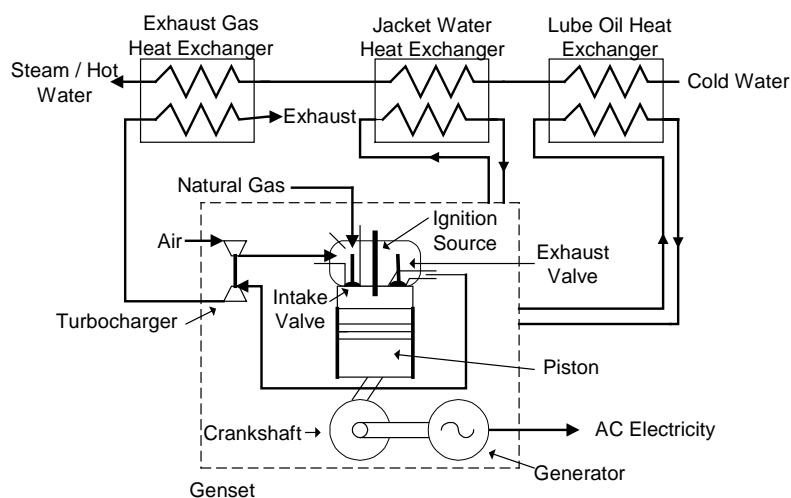 Exhaust Gas
Heat Exchanger
Jacket Water
Heat Exchanger
Lube Oil Heat
Exchanger
Steam / Hot
Water
Cold Water
Exhaust
Natural Gas
Ignition
Source
Air
Exhaust
Valve
Intake
Valve
Turbocharger
Piston
Crankshaft
AC Electricity
Generator
Genset